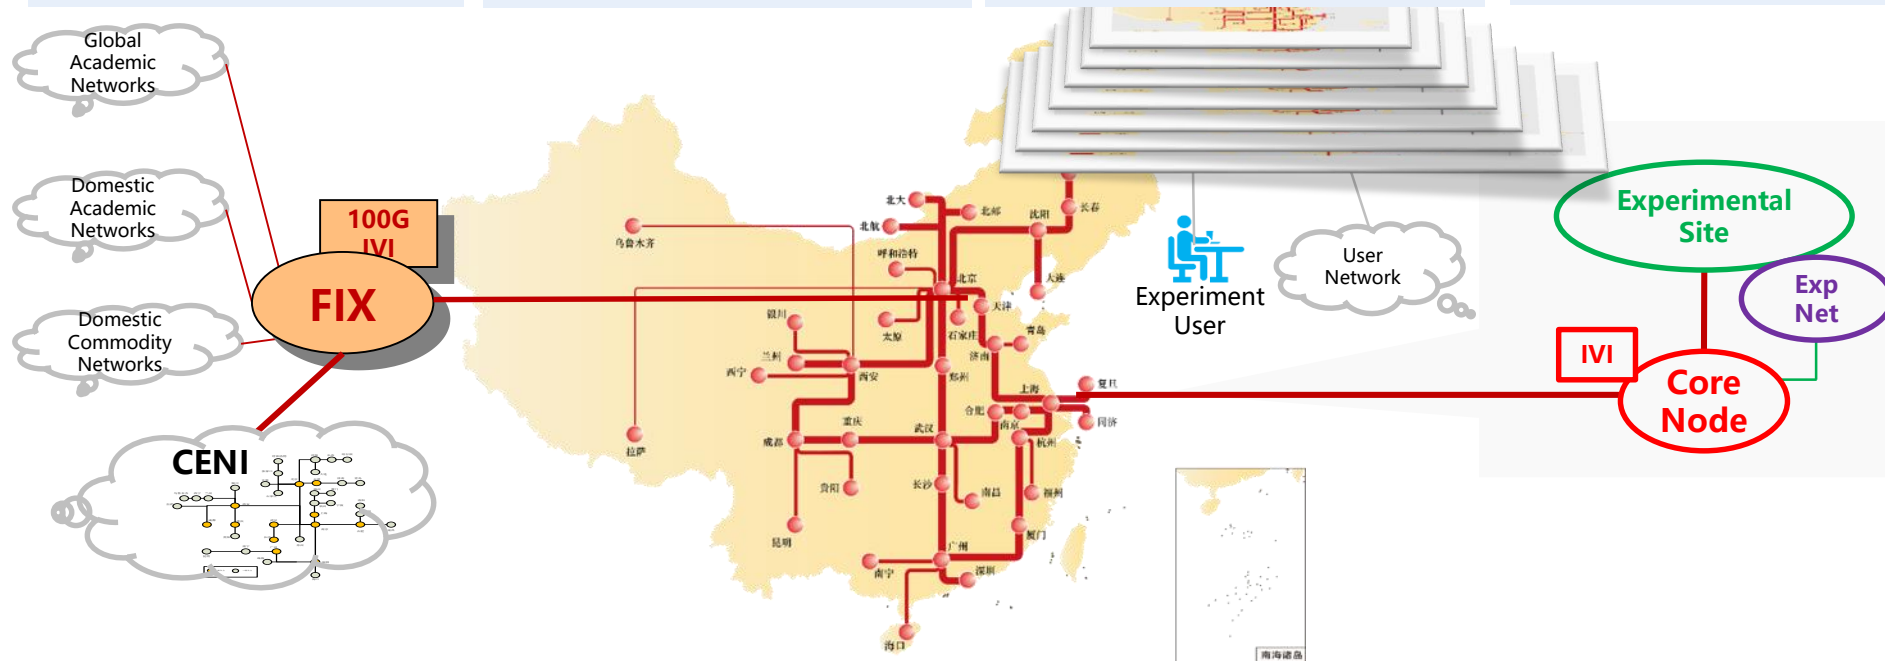 Global
Academic
Networks
Domestic
Academic
Networks
Domestic
Commodity
Networks
100G
IVI
FIX
CENI
乌鲁木齐
拉萨
北大
北航
北邮
呼和浩特
北京
沈阳
长春
大连
天津
石家庄
太原
银川
兰州
西宁
西安
郑州
济南
青岛
上海
复旦
同济
合肥
南京
杭州
武汉
重庆
成都
贵阳
昆明
长沙
南昌
福州
厦门
广州
深圳
南宁
海口
南海诸岛
Experiment
User
User
Network
Experimental
Site
Exp
Net
IVI
Core
Node